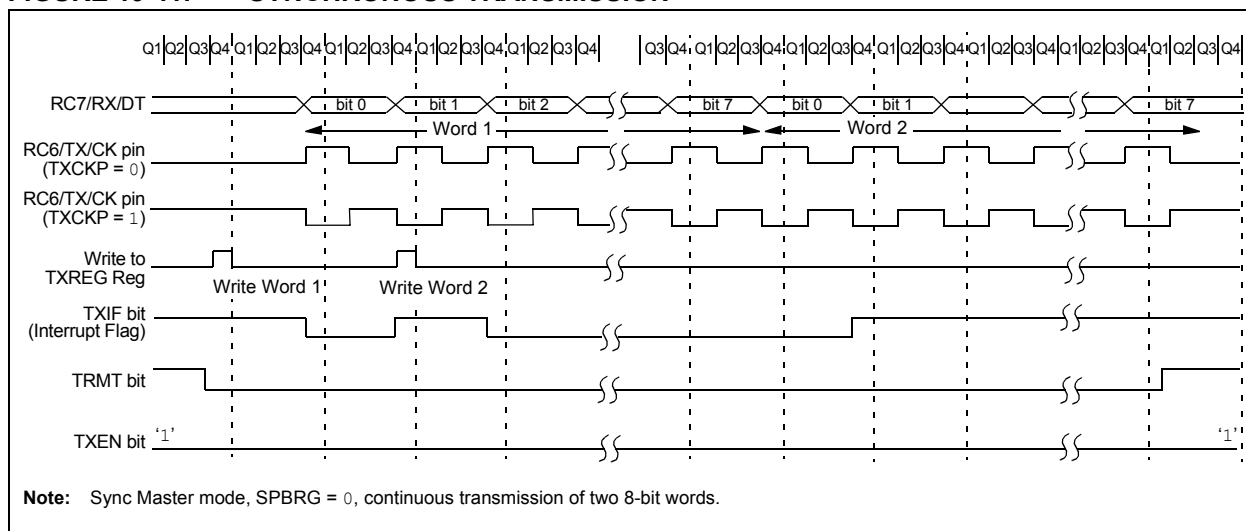 Q1 Q2 Q3 Q4 Q1 Q2 Q3 Q4 Q1 Q2 Q3 Q4 Q1 Q2 Q3 Q4 Q1 Q2 Q3 Q4 Q3 Q4 Q1 Q2 Q3 Q4 Q1 Q2 Q3 Q4 Q1 Q2 Q3 Q4 Q1 Q2 Q3 Q4 Q1 Q2 Q3 Q4 Q1 Q2 Q3 Q4 Q1 Q2 Q3 Q4
RC7/RX/DT bit 0 bit 1 bit 2 bit 7 bit 0 bit 1 bit 7
Word 1 Word 2
RC6/TX/CK pin
(TXCKP = 0)
RC6/TX/CK pin
(TXCKP = 1)
Write to
TXREG Reg
Write Word 1 Write Word 2
TXIF bit
(Interrupt Flag)
TRMT bit
TXEN bit '1' '1'
Note: Sync Master mode, SPBRG = 0, continuous transmission of two 8-bit words.